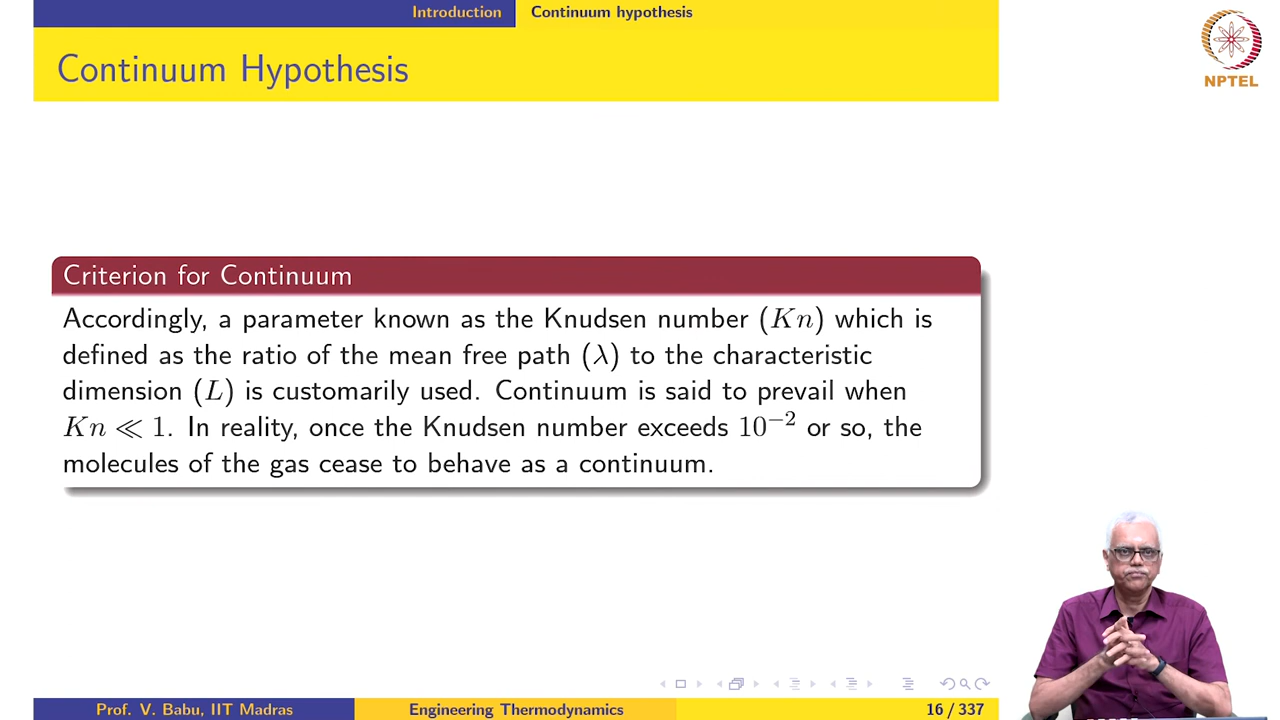 Introduction Continuum hypothesis
Continuum Hypothesis
NPTEL
Criterion for Continuum
Accordingly, a parameter known as the Knudsen number (Kn) which is
defined as the ratio of the mean free path (λ) to the characteristic
dimension (L) is customarily used. Continuum is said to prevail when
Kn ≪ 1. In reality, once the Knudsen number exceeds 10⁻² or so, the
molecules of the gas cease to behave as a continuum.
Prof. V. Babu, IIT Madras Engineering Thermodynamics 16 / 337